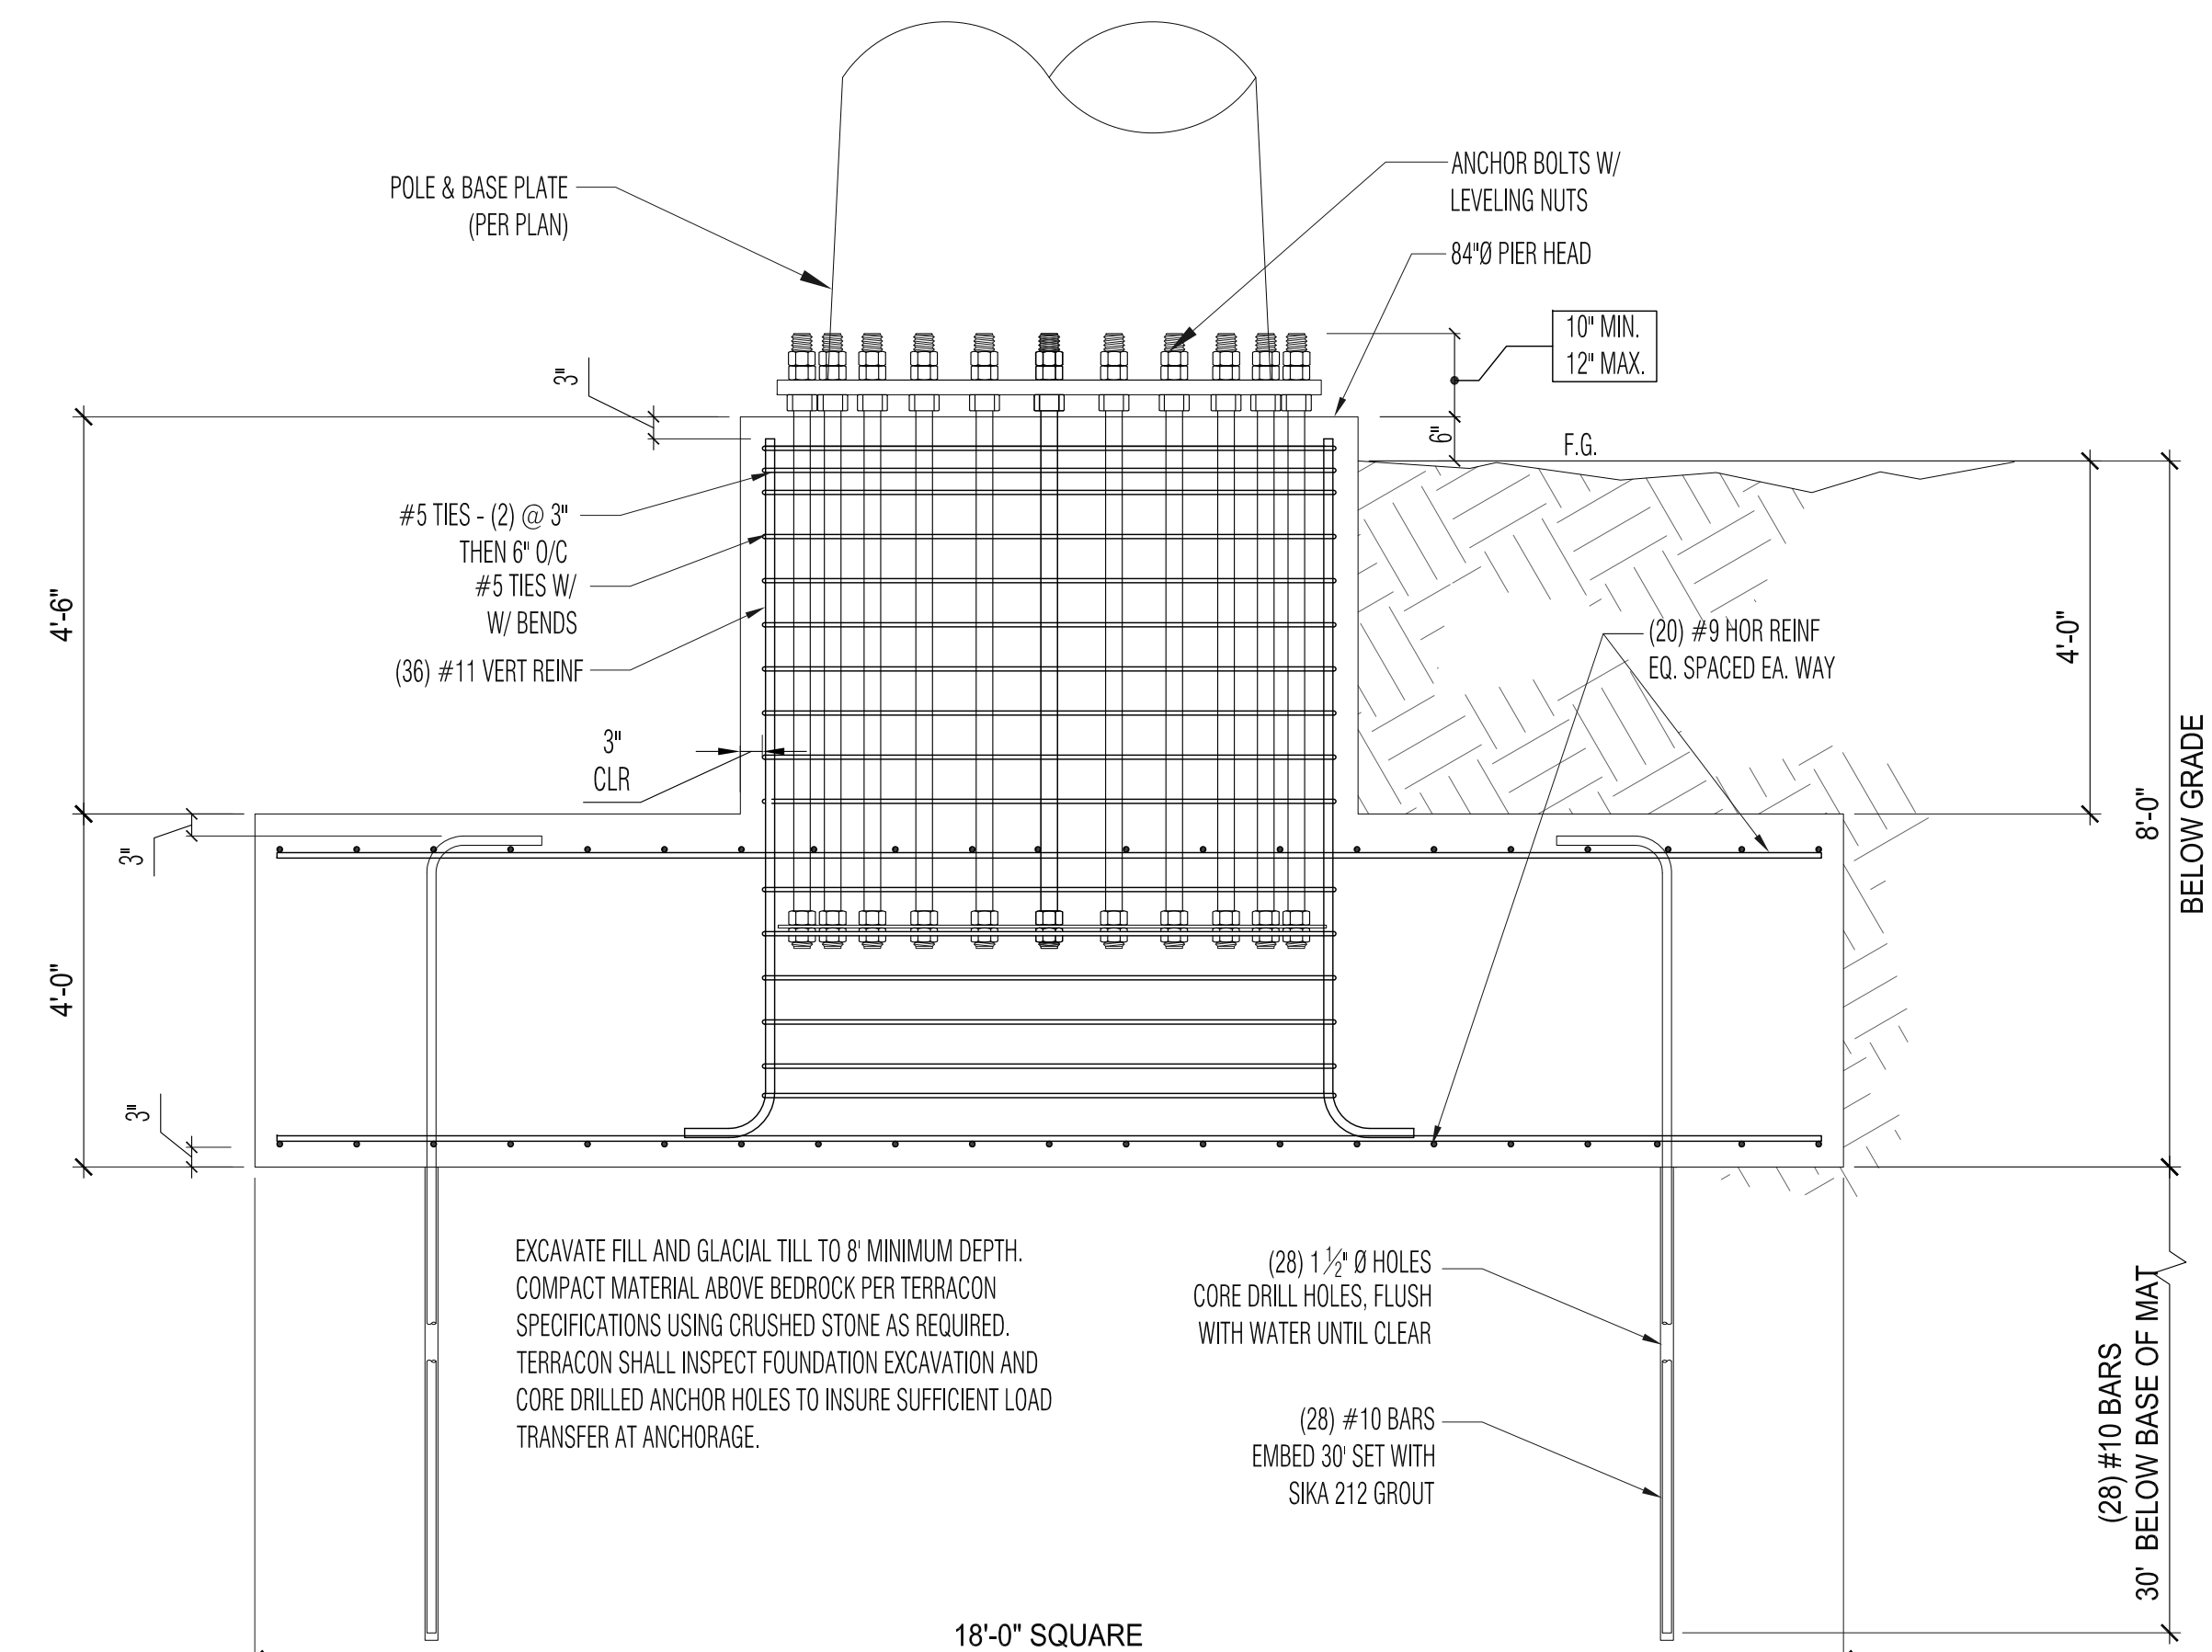 POLE & BASE PLATE
(PER PLAN)
ANCHOR BOLTS W/
LEVELING NUTS
84"Ø PIER HEAD
10" MIN.
12" MAX.
3"
6"
F.G.
#5 TIES - (2) @ 3"
THEN 6" O/C
#5 TIES W/
W/ BENDS
(36) #11 VERT REINF
4'-6"
3"
CLR
(20) #9 HOR REINF
EQ. SPACED EA. WAY
4'-0"
8'-0"
BELOW GRADE
3"
4'-0"
3"
EXCAVATE FILL AND GLACIAL TILL TO 8' MINIMUM DEPTH.
COMPACT MATERIAL ABOVE BEDROCK PER TERRACON
SPECIFICATIONS USING CRUSHED STONE AS REQUIRED.
TERRACON SHALL INSPECT FOUNDATION EXCAVATION AND
CORE DRILLED ANCHOR HOLES TO INSURE SUFFICIENT LOAD
TRANSFER AT ANCHORAGE.
(28) 1 ½" Ø HOLES
CORE DRILL HOLES, FLUSH
WITH WATER UNTIL CLEAR
(28) #10 BARS
EMBED 30' SET WITH
SIKA 212 GROUT
(28) #10 BARS
30' BELOW BASE OF MAT
18'-0" SQUARE